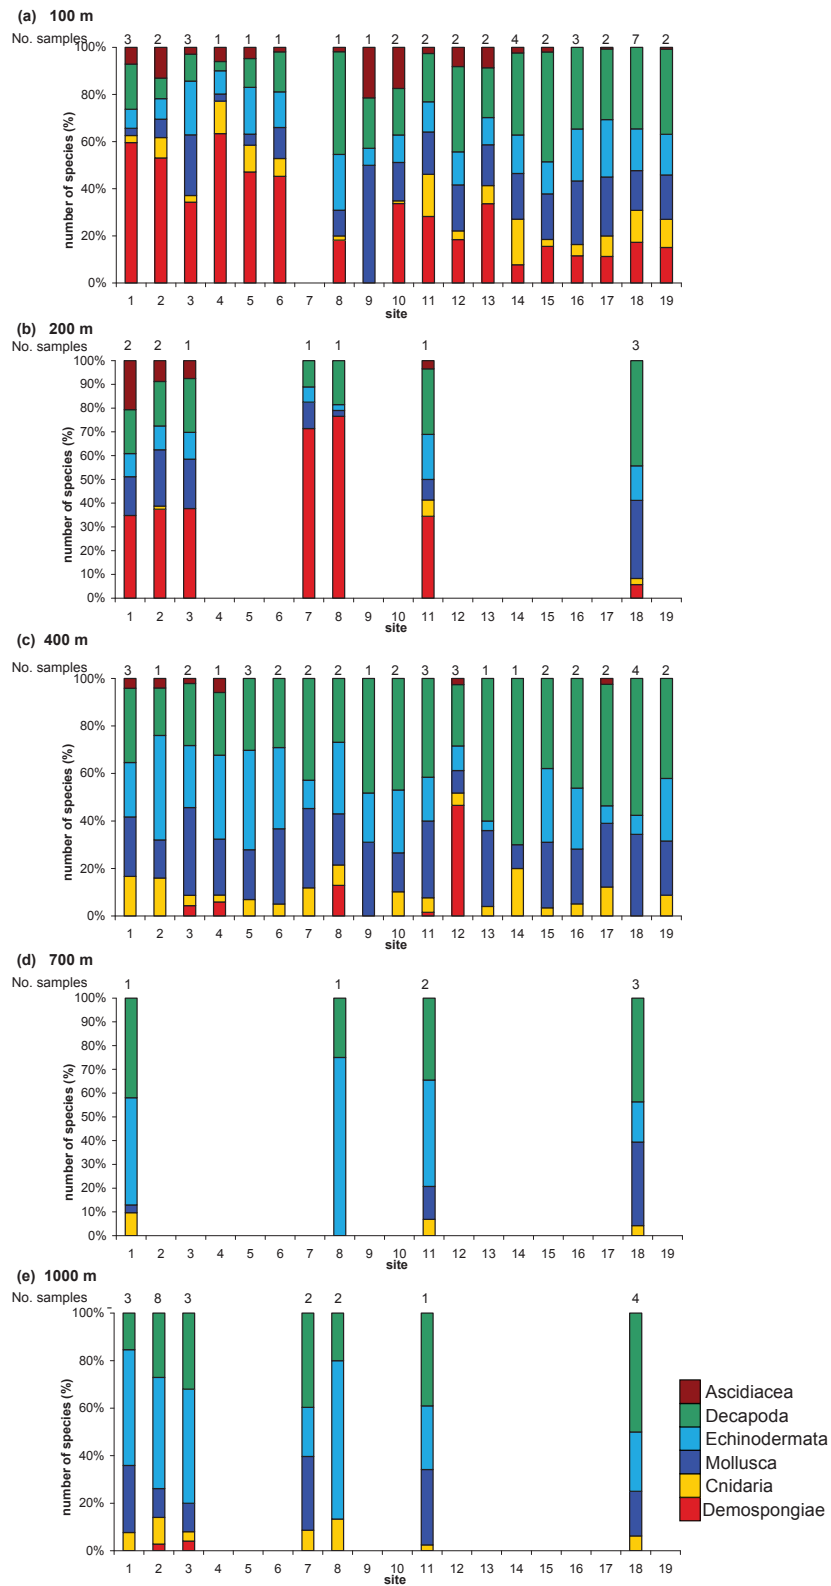 (a) 100 m
No. samples 3 2 3 1 1 1 1 1 2 2 2 2 4 2 3 2 7 2
number of species (%)
100%
80%
60%
40%
20%
0%
1 2 3 4 5 6 7 8 9 10 11 12 13 14 15 16 17 18 19
site
(b) 200 m
No. samples 2 2 1 1 1 1 3
number of species (%)
100%
90%
80%
70%
60%
50%
40%
30%
20%
10%
0%
1 2 3 4 5 6 7 8 9 10 11 12 13 14 15 16 17 18 19
site
(c) 400 m
No. samples 3 1 2 1 3 2 2 2 1 2 3 3 1 1 2 2 2 4 2
number of species (%)
100%
80%
60%
40%
20%
0%
1 2 3 4 5 6 7 8 9 10 11 12 13 14 15 16 17 18 19
site
(d) 700 m
No. samples 1 1 2 3
number of species (%)
100%
90%
80%
70%
60%
50%
40%
30%
20%
10%
0%
1 2 3 4 5 6 7 8 9 10 11 12 13 14 15 16 17 18 19
site
(e) 1000 m
No. samples 3 8 3 2 2 1 4
number of species (%)
100%
80%
60%
40%
20%
0%
1 2 3 4 5 6 7 8 9 10 11 12 13 14 15 16 17 18 19
site
Ascidiacea
Decapoda
Echinodermata
Mollusca
Cnidaria
Demospongiae